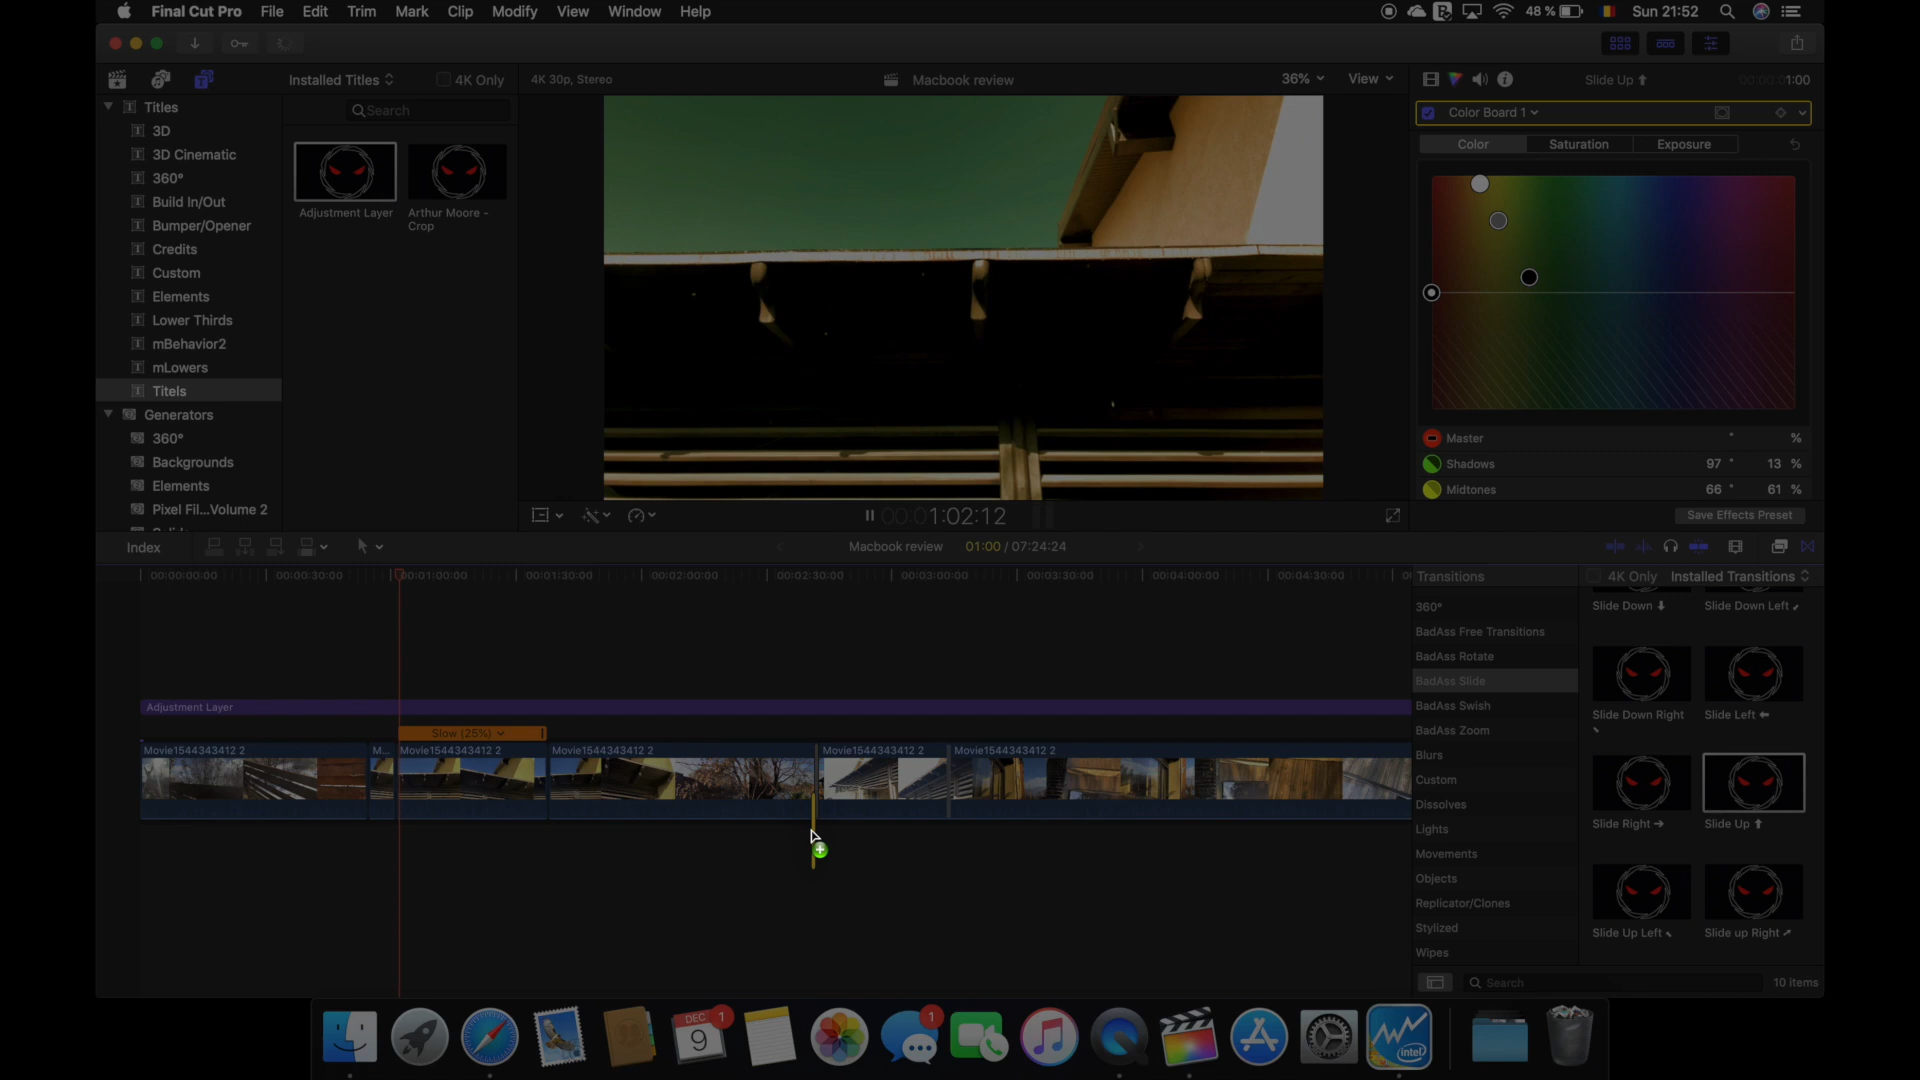 Final Cut Pro File Edit Trim Mark Clip Modify View Window Help
48 % Sun 21:52
Installed Titles 4K Only
4K 30p, Stereo Macbook review 36% View
Slide Up 1:00
Titles
3D
3D Cinematic
360°
Build In/Out
Bumper/Opener
Credits
Custom
Elements
Lower Thirds
mBehavior2
mLowers
Titels
Generators
360°
Backgrounds
Elements
Pixel Fil...Volume 2
Search
Adjustment Layer
Arthur Moore -
Crop
Color Board 1
Color Saturation Exposure
Master ° %
Shadows 97 ° 13 %
Midtones 66 ° 61 %
Save Effects Preset
00:00:01:02:12
Index
Macbook review 01:00 / 07:24:24
00:00:00:00 00:00:30:00 00:01:00:00 00:01:30:00 00:02:00:00 00:02:30:00 00:03:00:00 00:03:30:00 00:04:00:00 00:04:30:00
Adjustment Layer
Slow (25%)
Movie1544343412 2 M... Movie1544343412 2 Movie1544343412 2 Movie1544343412 2 Movie1544343412 2
Transitions
4K Only Installed Transitions
360°
BadAss Free Transitions
BadAss Rotate
BadAss Slide
BadAss Swish
BadAss Zoom
Blurs
Custom
Dissolves
Lights
Movements
Objects
Replicator/Clones
Stylized
Wipes
Slide Down Slide Down Left
Slide Down Right Slide Left
Slide Right Slide Up
Slide Up Left Slide up Right
Search 10 items
DEC 1
9
1
intel